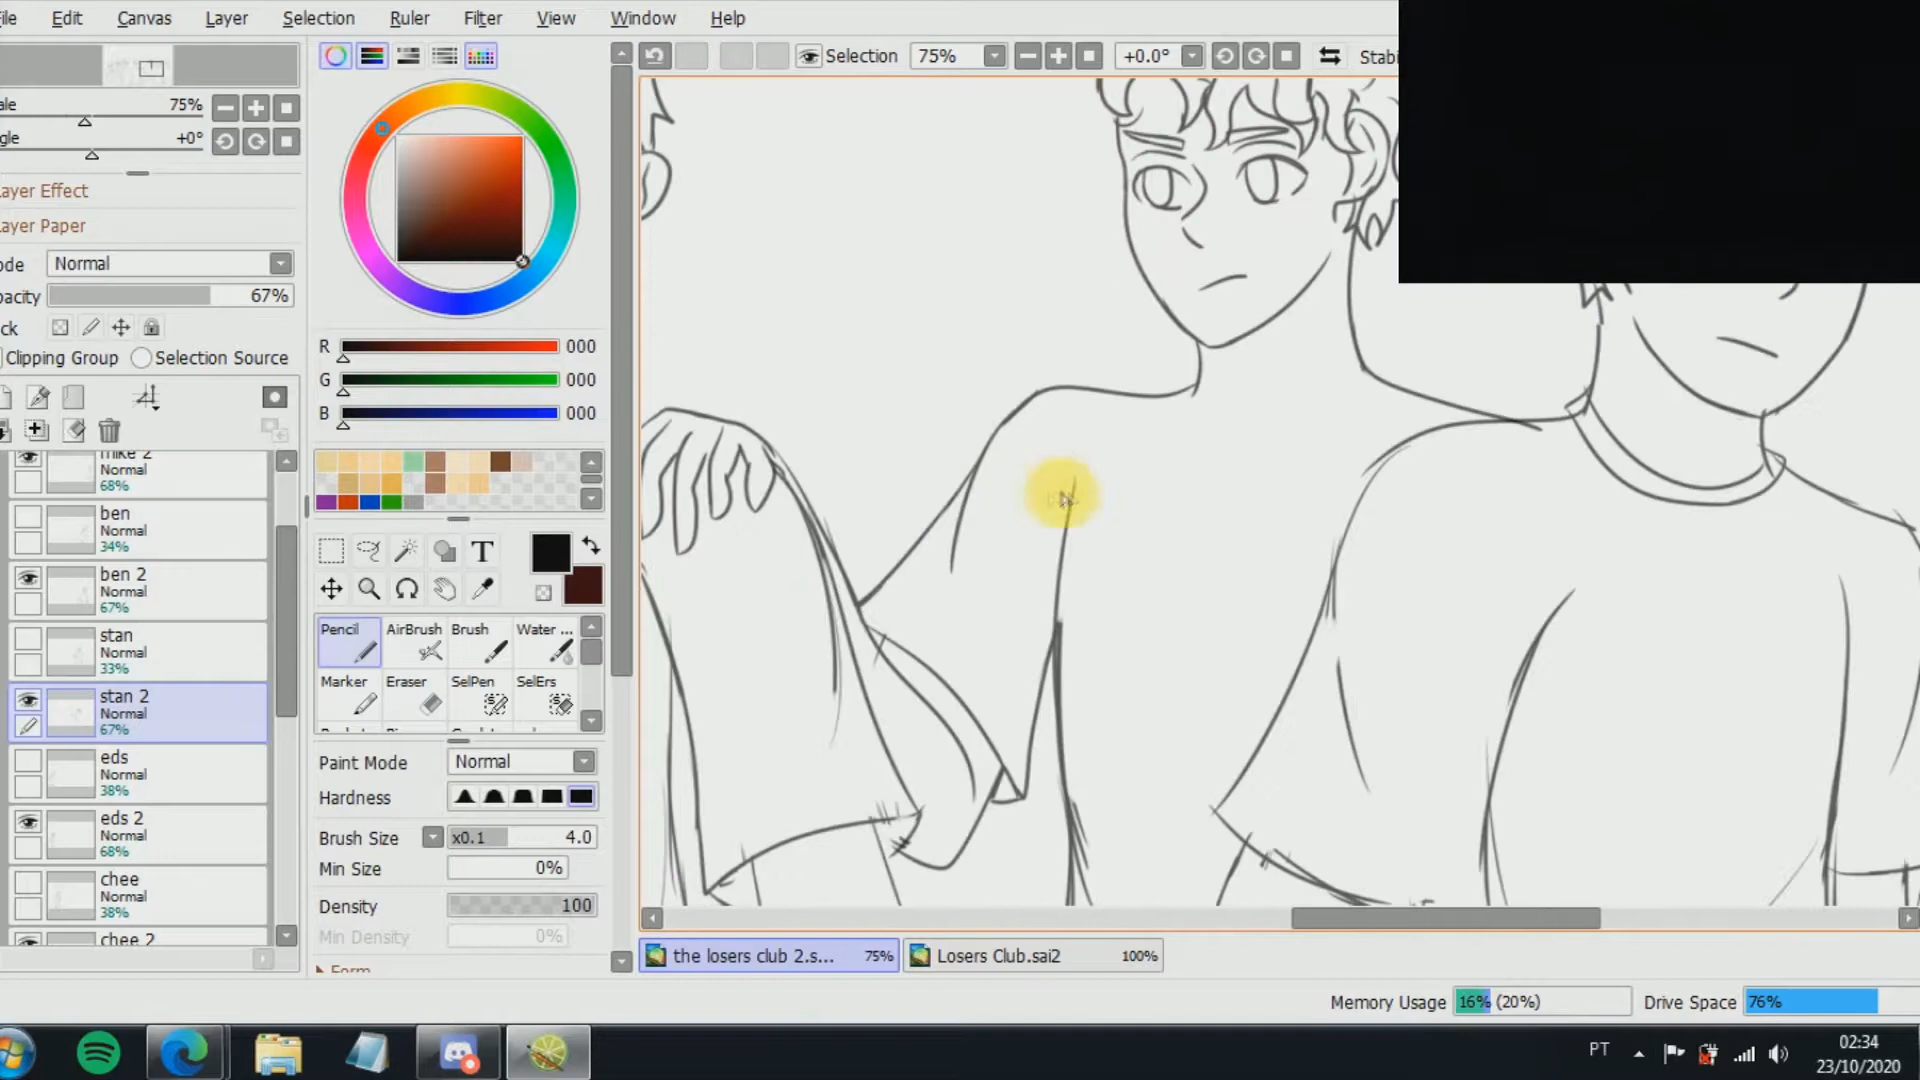 ile Edit Canvas Layer Selection Ruler Filter View Window Help
Selection 75% +0.0° Stabi
ale 75%
ngle +0°
ayer Effect
ayer Paper
ode Normal
pacity 67%
ck
Clipping Group Selection Source
R 000
G 000
B 000
mike 2
Normal
68%
ben
Normal
34%
ben 2
Normal
67%
stan
Normal
33%
stan 2
Normal
67%
eds
Normal
38%
eds 2
Normal
68%
chee
Normal
38%
chee 2
T
Pencil AirBrush Brush Water ...
Marker Eraser SelPen SelErs
Paint Mode Normal
Hardness
Brush Size x0.1 4.0
Min Size 0%
Density 100
Min Density 0%
Form
the losers club 2.s... 75% Losers Club.sai2 100%
Memory Usage 16% (20%) Drive Space 76%
PT 02:34
23/10/2020